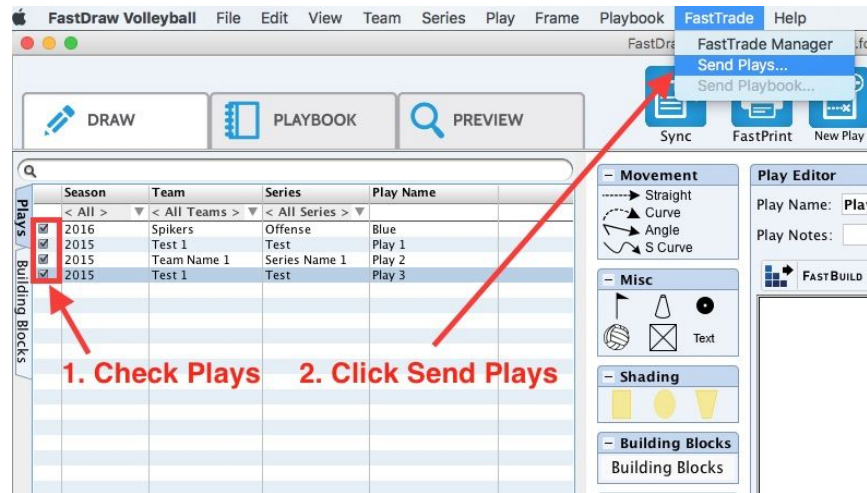 FastDraw Volleyball File Edit View Team Series Play Frame Playbook FastTrade Help
FastDra
FastTrade Manager
Send Plays...
Send Playbook...
DRAW PLAYBOOK PREVIEW
Sync FastPrint New Play
Plays
Building Blocks
Season Team Series Play Name
< All > < All Teams > < All Series >
2016 Spikers Offense Blue
2015 Test 1 Test Play 1
2015 Team Name 1 Series Name 1 Play 2
2015 Test 1 Test Play 3
1. Check Plays 2. Click Send Plays
Movement
Straight
Curve
Angle
S Curve
Misc
Text
Shading
Building Blocks
Building Blocks
Play Editor
Play Name: Pla
Play Notes:
FASTBUILD